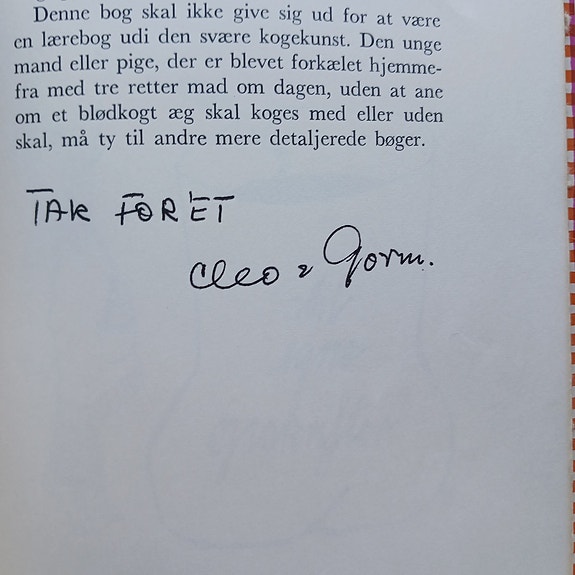 Denne bog skal ikke give sig ud for at være
en lærebog udi den svære kogekunst. Den unge
mand eller pige, der er blevet forkælet hjemme-
fra med tre retter mad om dagen, uden at ane
om et blødkogt æg skal koges med eller uden
skal, må ty til andre mere detaljerede bøger.
TAK FOR ET
Cleo & Gorm.